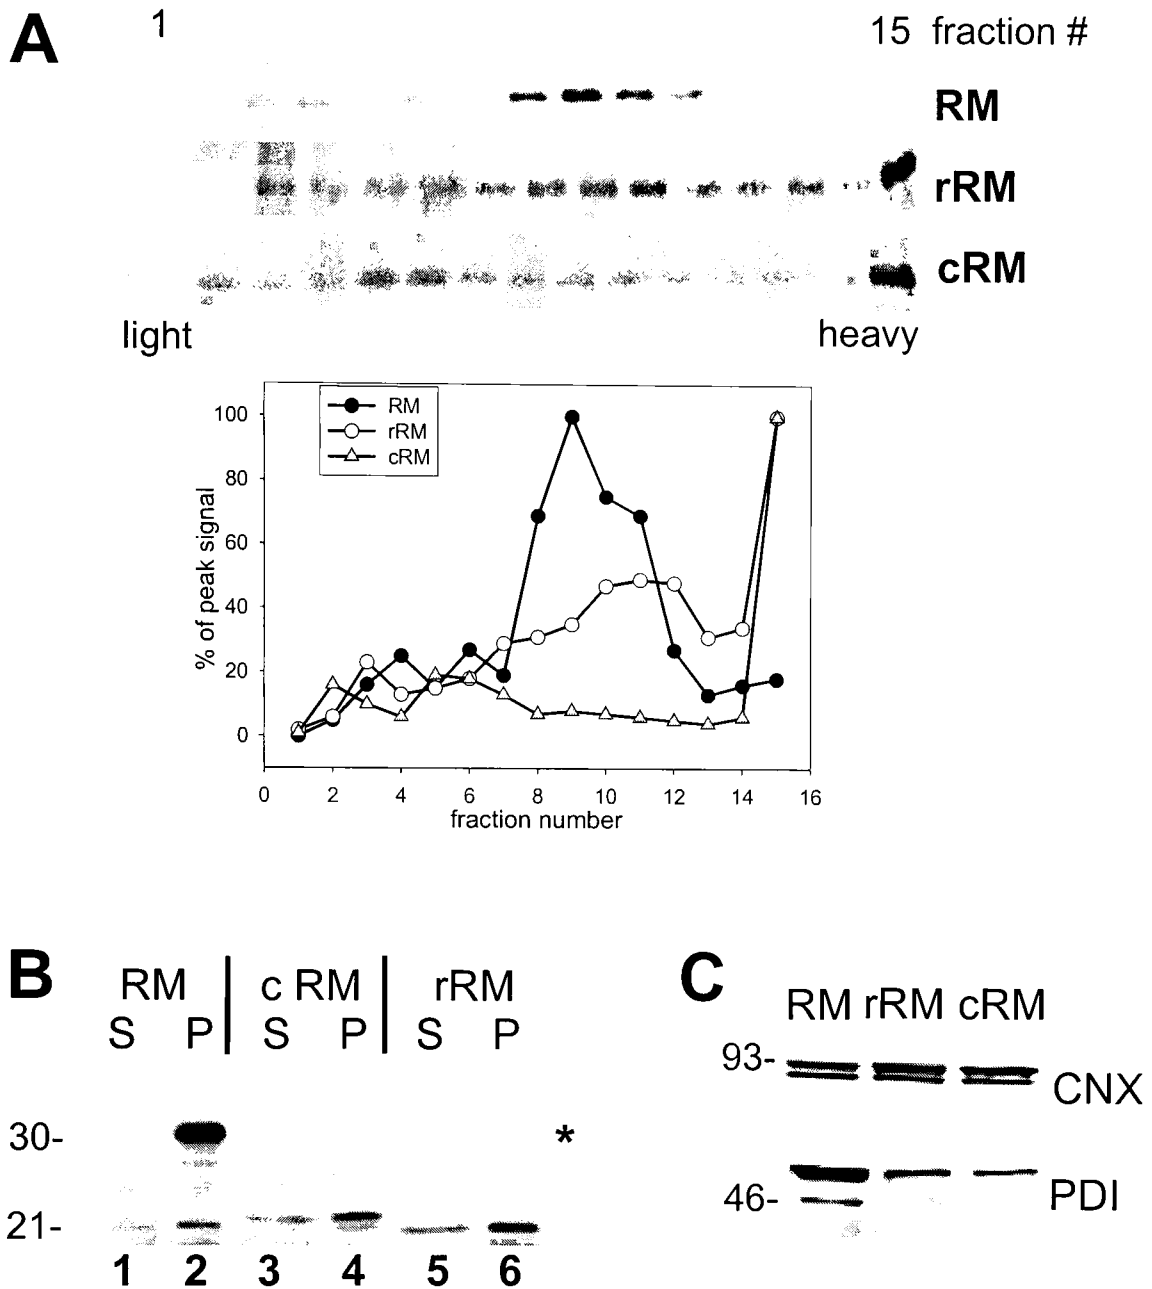 A
1
15 fraction #
RM
rRM
cRM
light
heavy
RM
rRM
cRM
100
80
60
40
20
0
% of peak signal
0 2 4 6 8 10 12 14 16
fraction number
B
RM c RM rRM
S P S P S P
30-
*
21-
1 2 3 4 5 6
C
RM rRM cRM
93-
CNX
46-
PDI